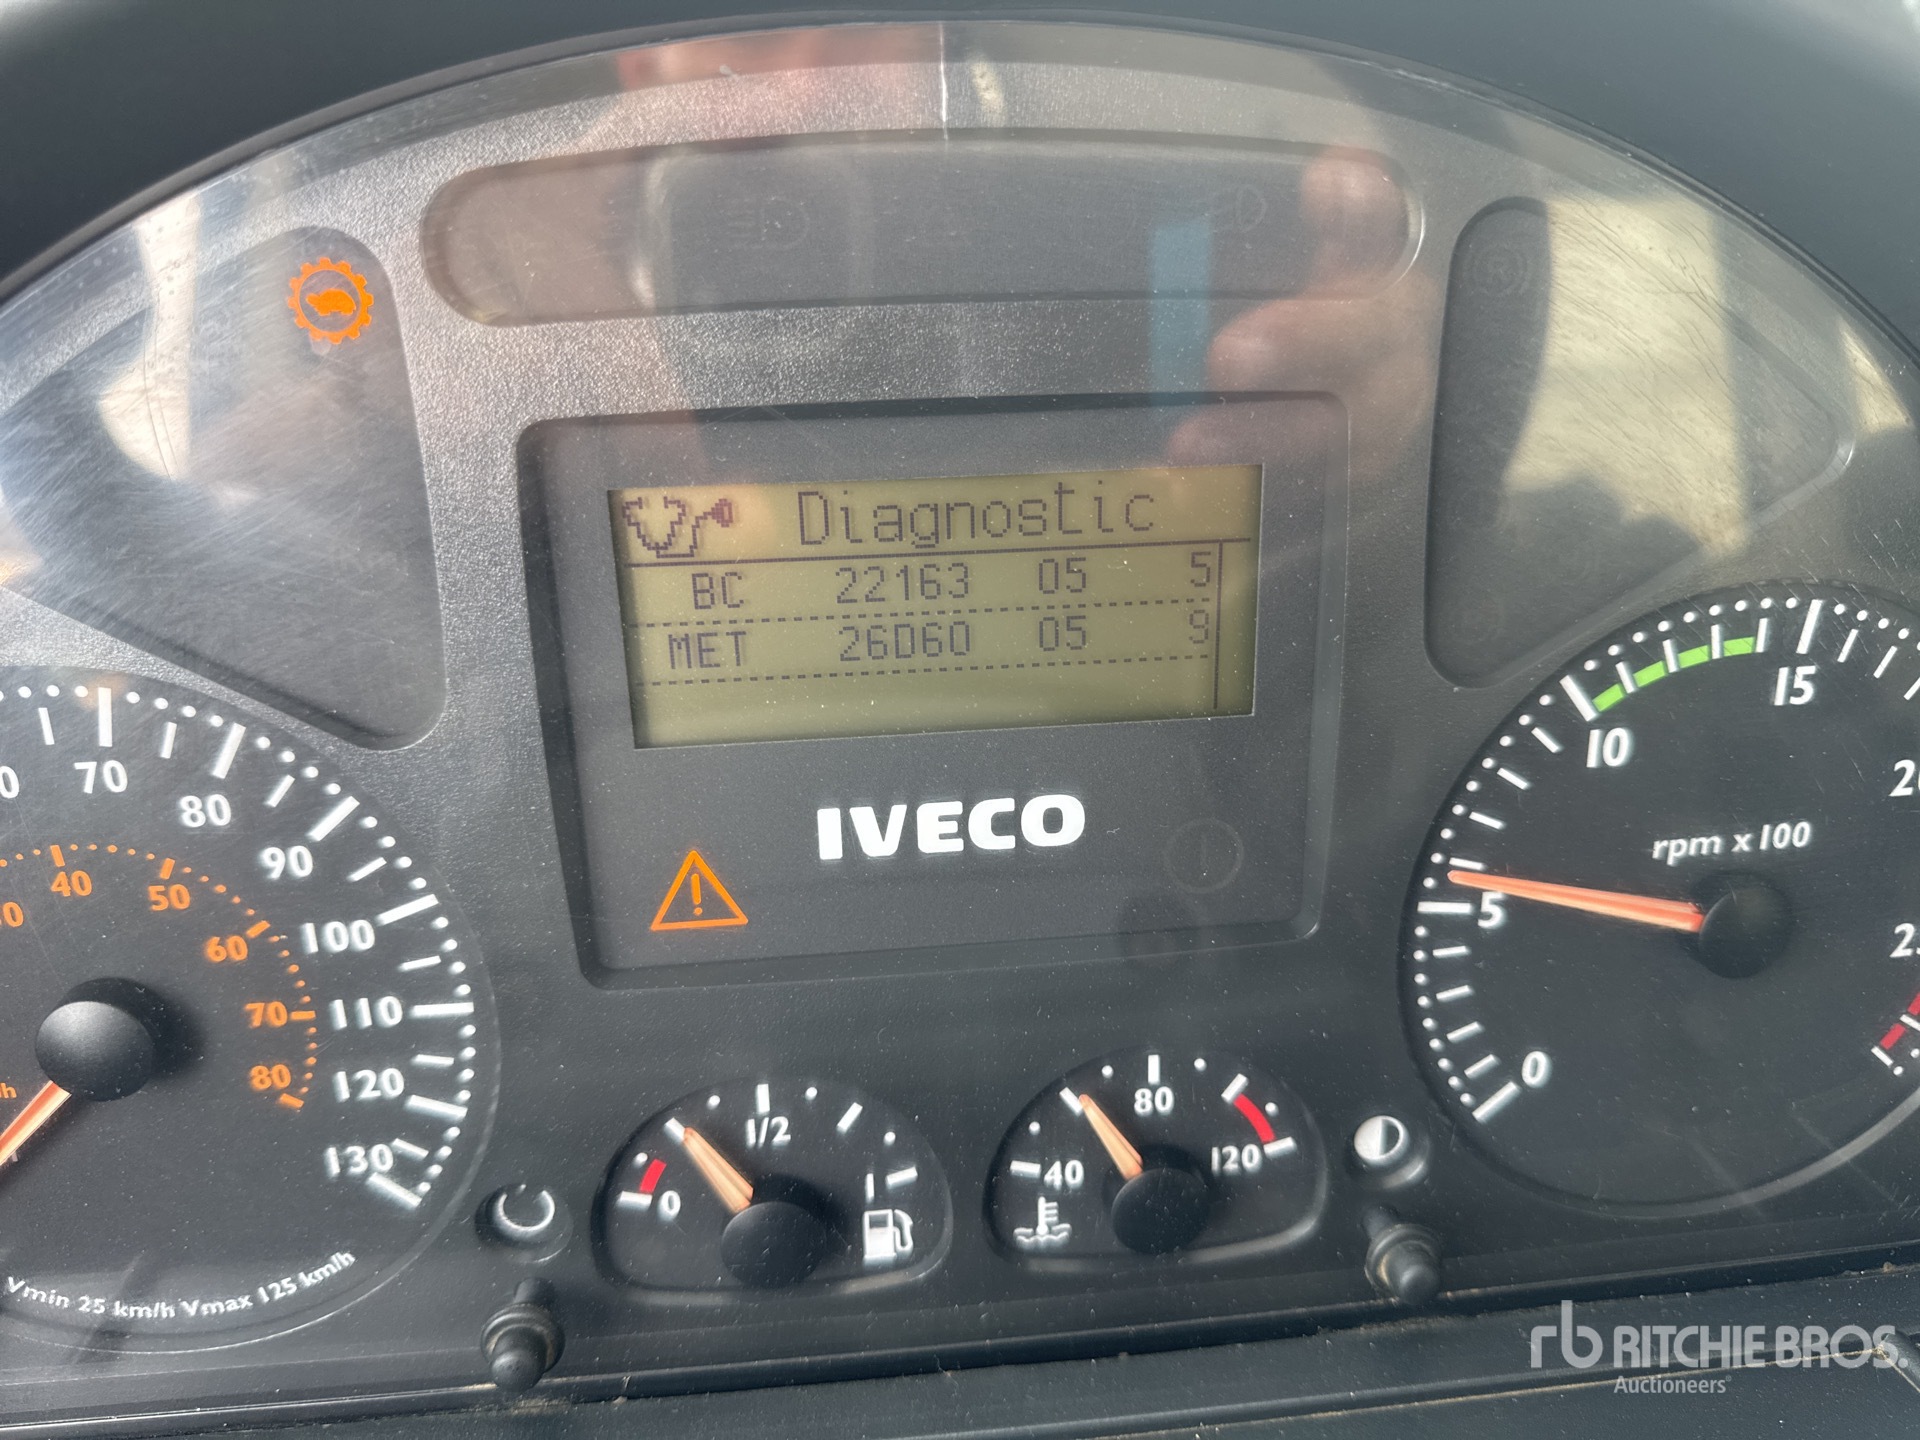 Diagnostic
BC 22163 05 5
MET 26D60 05 9
IVECO
70
80
90
100
110
120
130
40
50
60
70
80
Vmin 25 km/h Vmax 125 km/h
0
1/2
1
40
80
120
0
5
10
15
rpm x 100
rb RITCHIE BROS.
Auctioneers